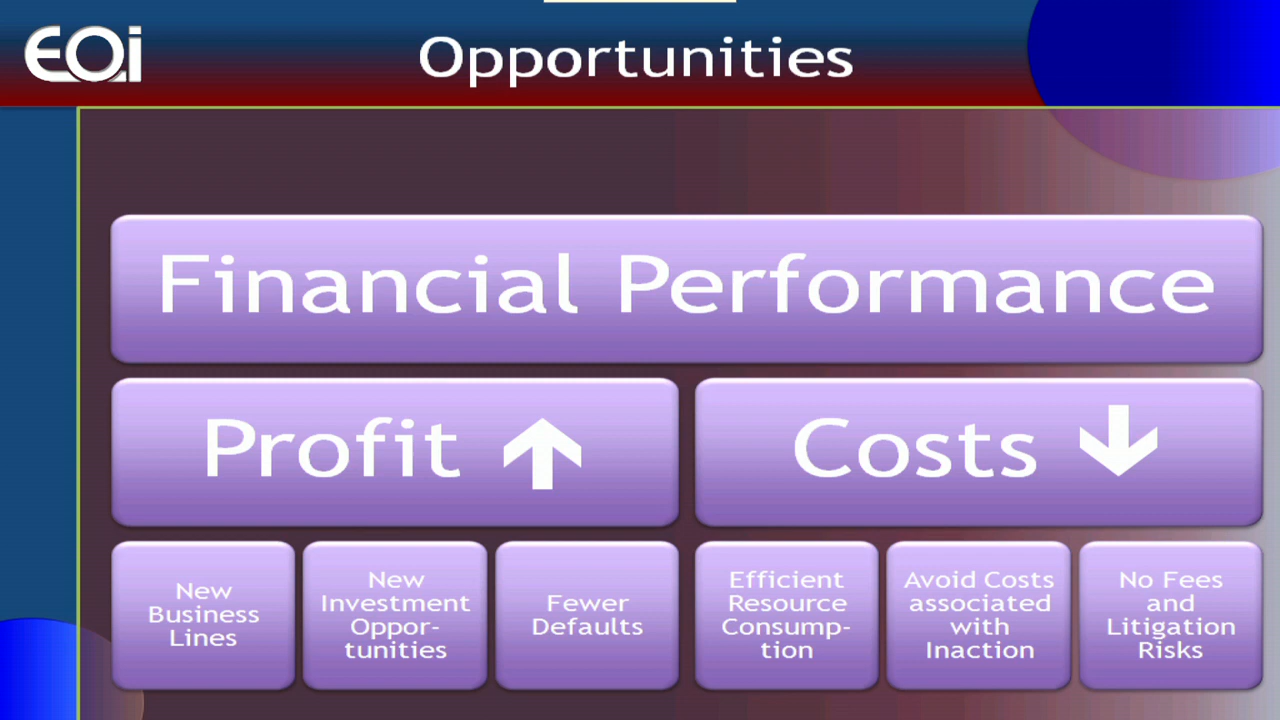 EQi
Opportunities
Financial Performance
Profit ↑
Costs ↓
New
Business
Lines
New
Investment
Oppor-
tunities
Fewer
Defaults
Efficient
Resource
Consump-
tion
Avoid Costs
associated
with
Inaction
No Fees
and
Litigation
Risks